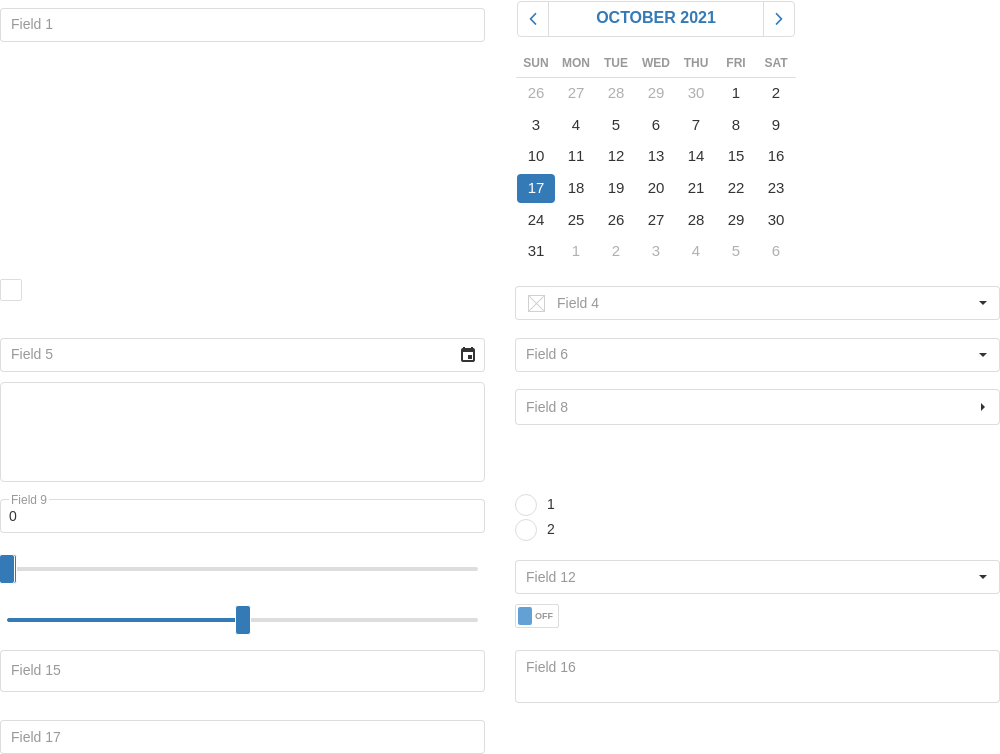 Field 1
OCTOBER 2021
SUN MON TUE WED THU FRI SAT
26 27 28 29 30 1 2
3 4 5 6 7 8 9
10 11 12 13 14 15 16
17 18 19 20 21 22 23
24 25 26 27 28 29 30
31 1 2 3 4 5 6
Field 4
Field 5
Field 6
Field 8
Field 9
0
1
2
Field 12
OFF
Field 15
Field 16
Field 17